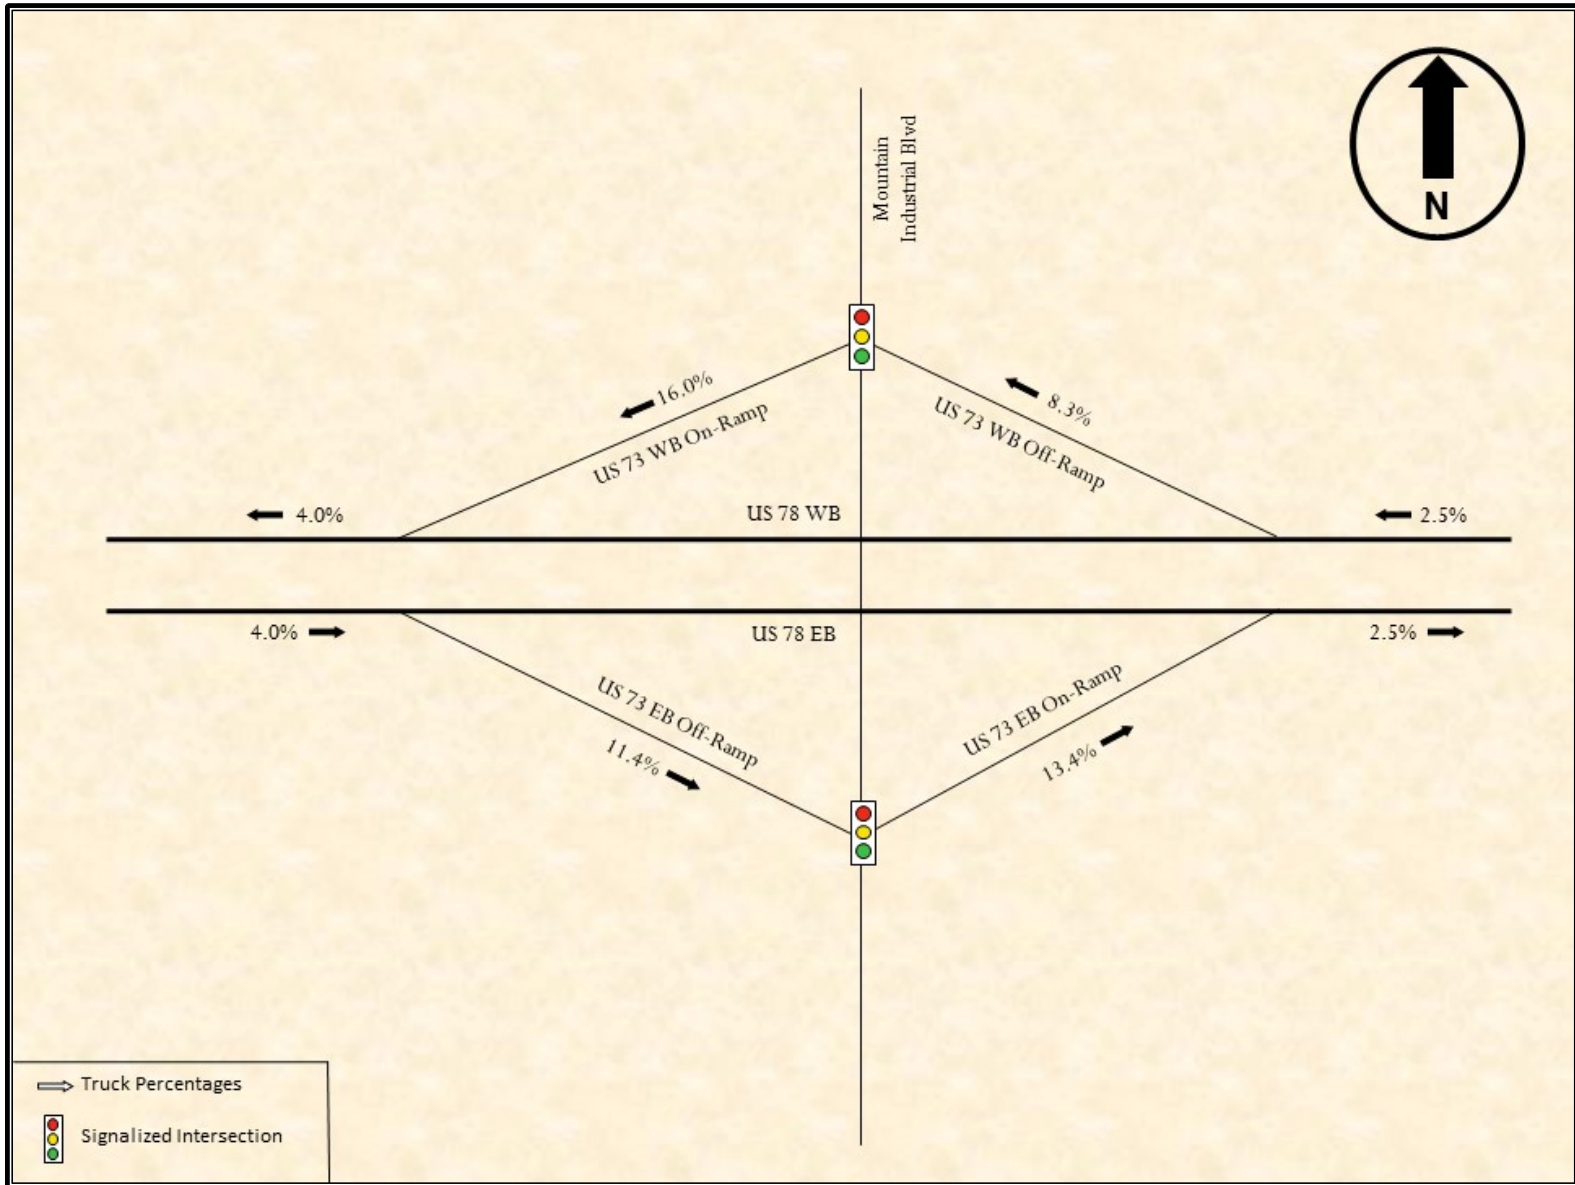 Mountain
Industrial Blvd
N
16.0%
US 73 WB On-Ramp
8.3%
US 73 WB Off-Ramp
4.0%
US 78 WB
2.5%
4.0%
US 78 EB
2.5%
US 73 EB Off-Ramp
11.4%
US 73 EB On-Ramp
13.4%
Truck Percentages
Signalized Intersection